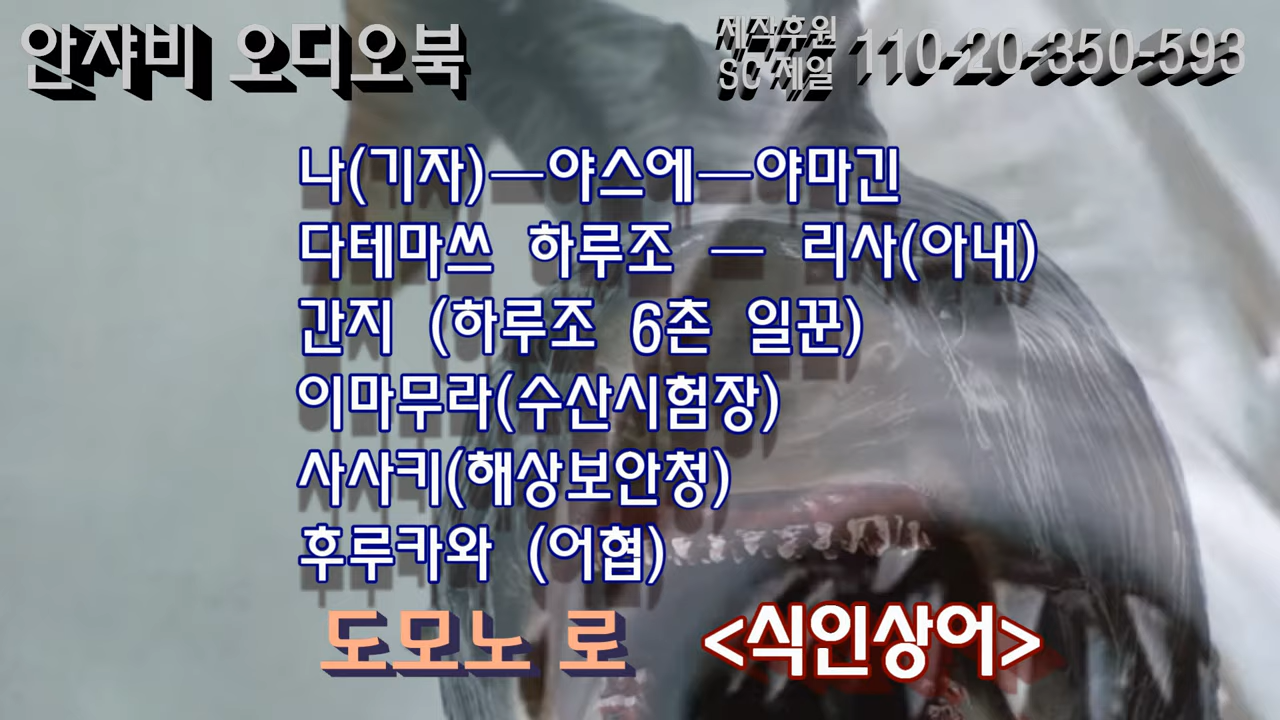 안쟈비 오디오북
제작후원
SC 제일
110-20-350-593
나(기자)—야스에—야마긴
다테마쓰 하루조 — 리사(아내)
간지 (하루조 6촌 일꾼)
이마무라(수산시험장)
사사키(해상보안청)
후루카와 (어협)
도모노 로 <식인상어>